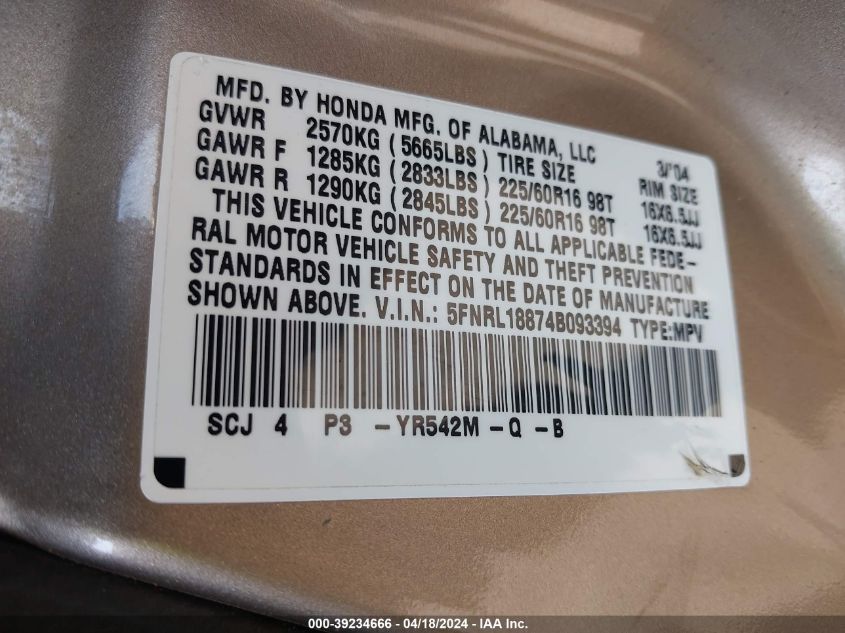 MFD. BY HONDA MFG. OF ALABAMA, LLC 3/'04
GVWR 2570KG (5665LBS) TIRE SIZE RIM SIZE
GAWR F 1285KG (2833LBS) 225/60R16 98T 16X6.5JJ
GAWR R 1290KG (2845LBS) 225/60R16 98T 16X6.5JJ
THIS VEHICLE CONFORMS TO ALL APPLICABLE FEDE-
RAL MOTOR VEHICLE SAFETY AND THEFT PREVENTION
STANDARDS IN EFFECT ON THE DATE OF MANUFACTURE
SHOWN ABOVE. V.I.N.: 5FNRL18874B093394 TYPE:MPV
SCJ 4 P3 -YR542M -Q -B
000-39234666 - 04/18/2024 - IAA Inc.